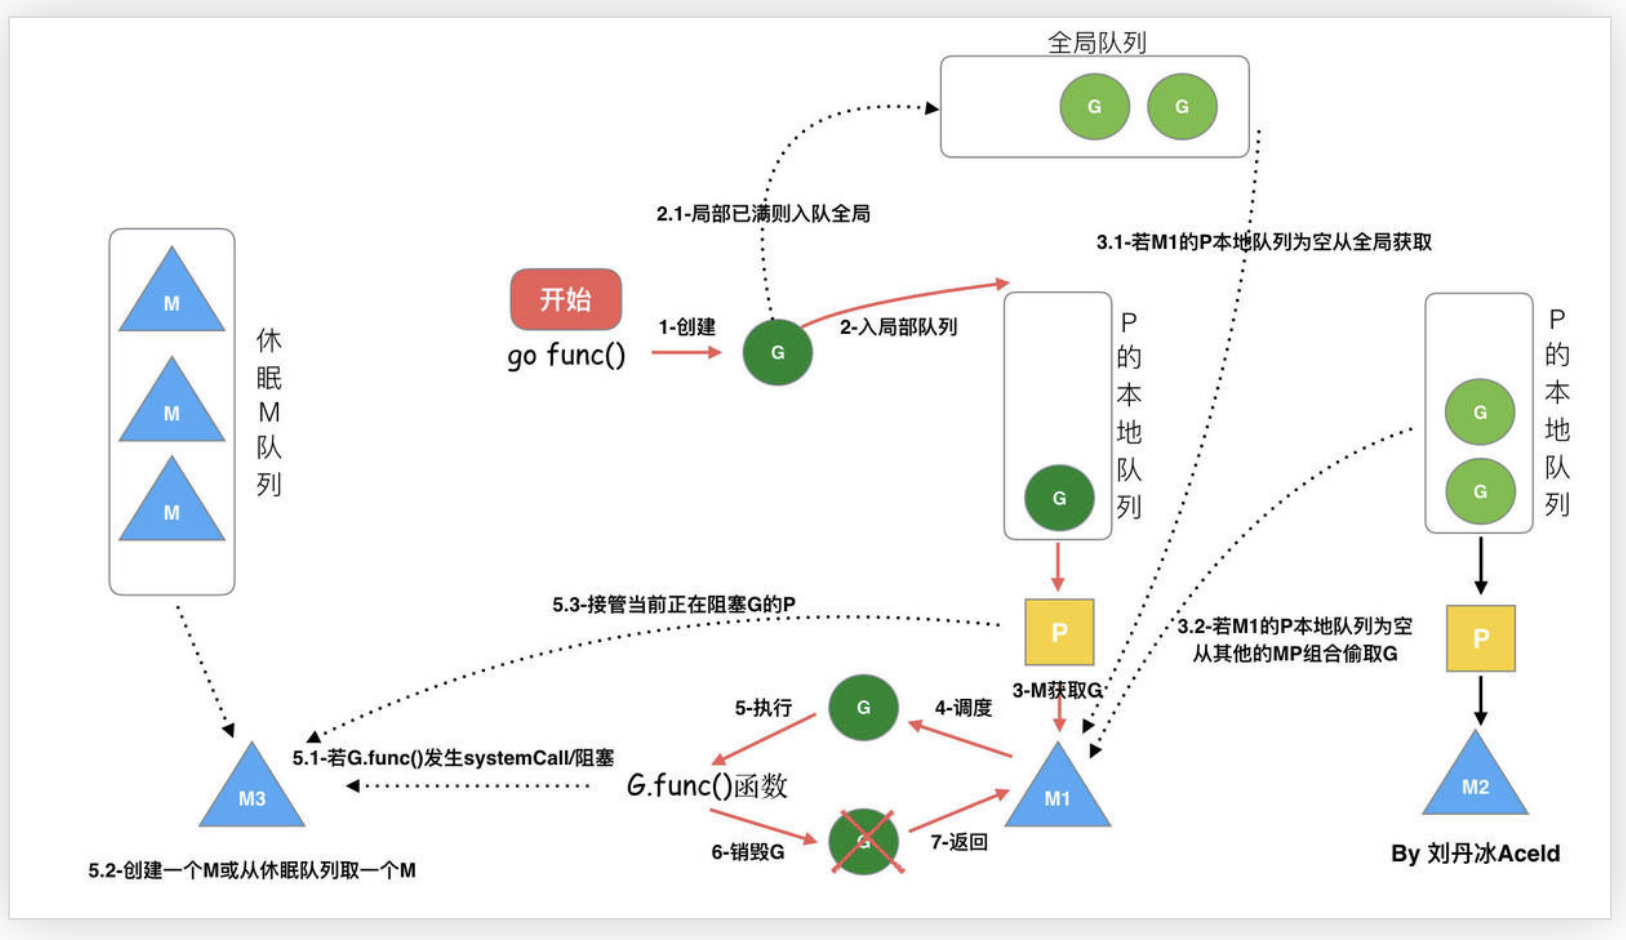 全局队列
G
G
2.1-局部已满则入队全局
3.1-若M1的P本地队列为空从全局获取
开始
go func()
1-创建
G
2-入局部队列
M
M
M
休眠M队列
G
P的本地队列
G
G
P的本地队列
5.3-接管当前正在阻塞G的P
P
3.2-若M1的P本地队列为空
从其他的MP组合偷取G
P
3-M获取G
5-执行
G
4-调度
5.1-若G.func()发生systemCall/阻塞
G.func()函数
M3
M1
M2
6-销毁G
G
7-返回
5.2-创建一个M或从休眠队列取一个M
By 刘丹冰Aceld